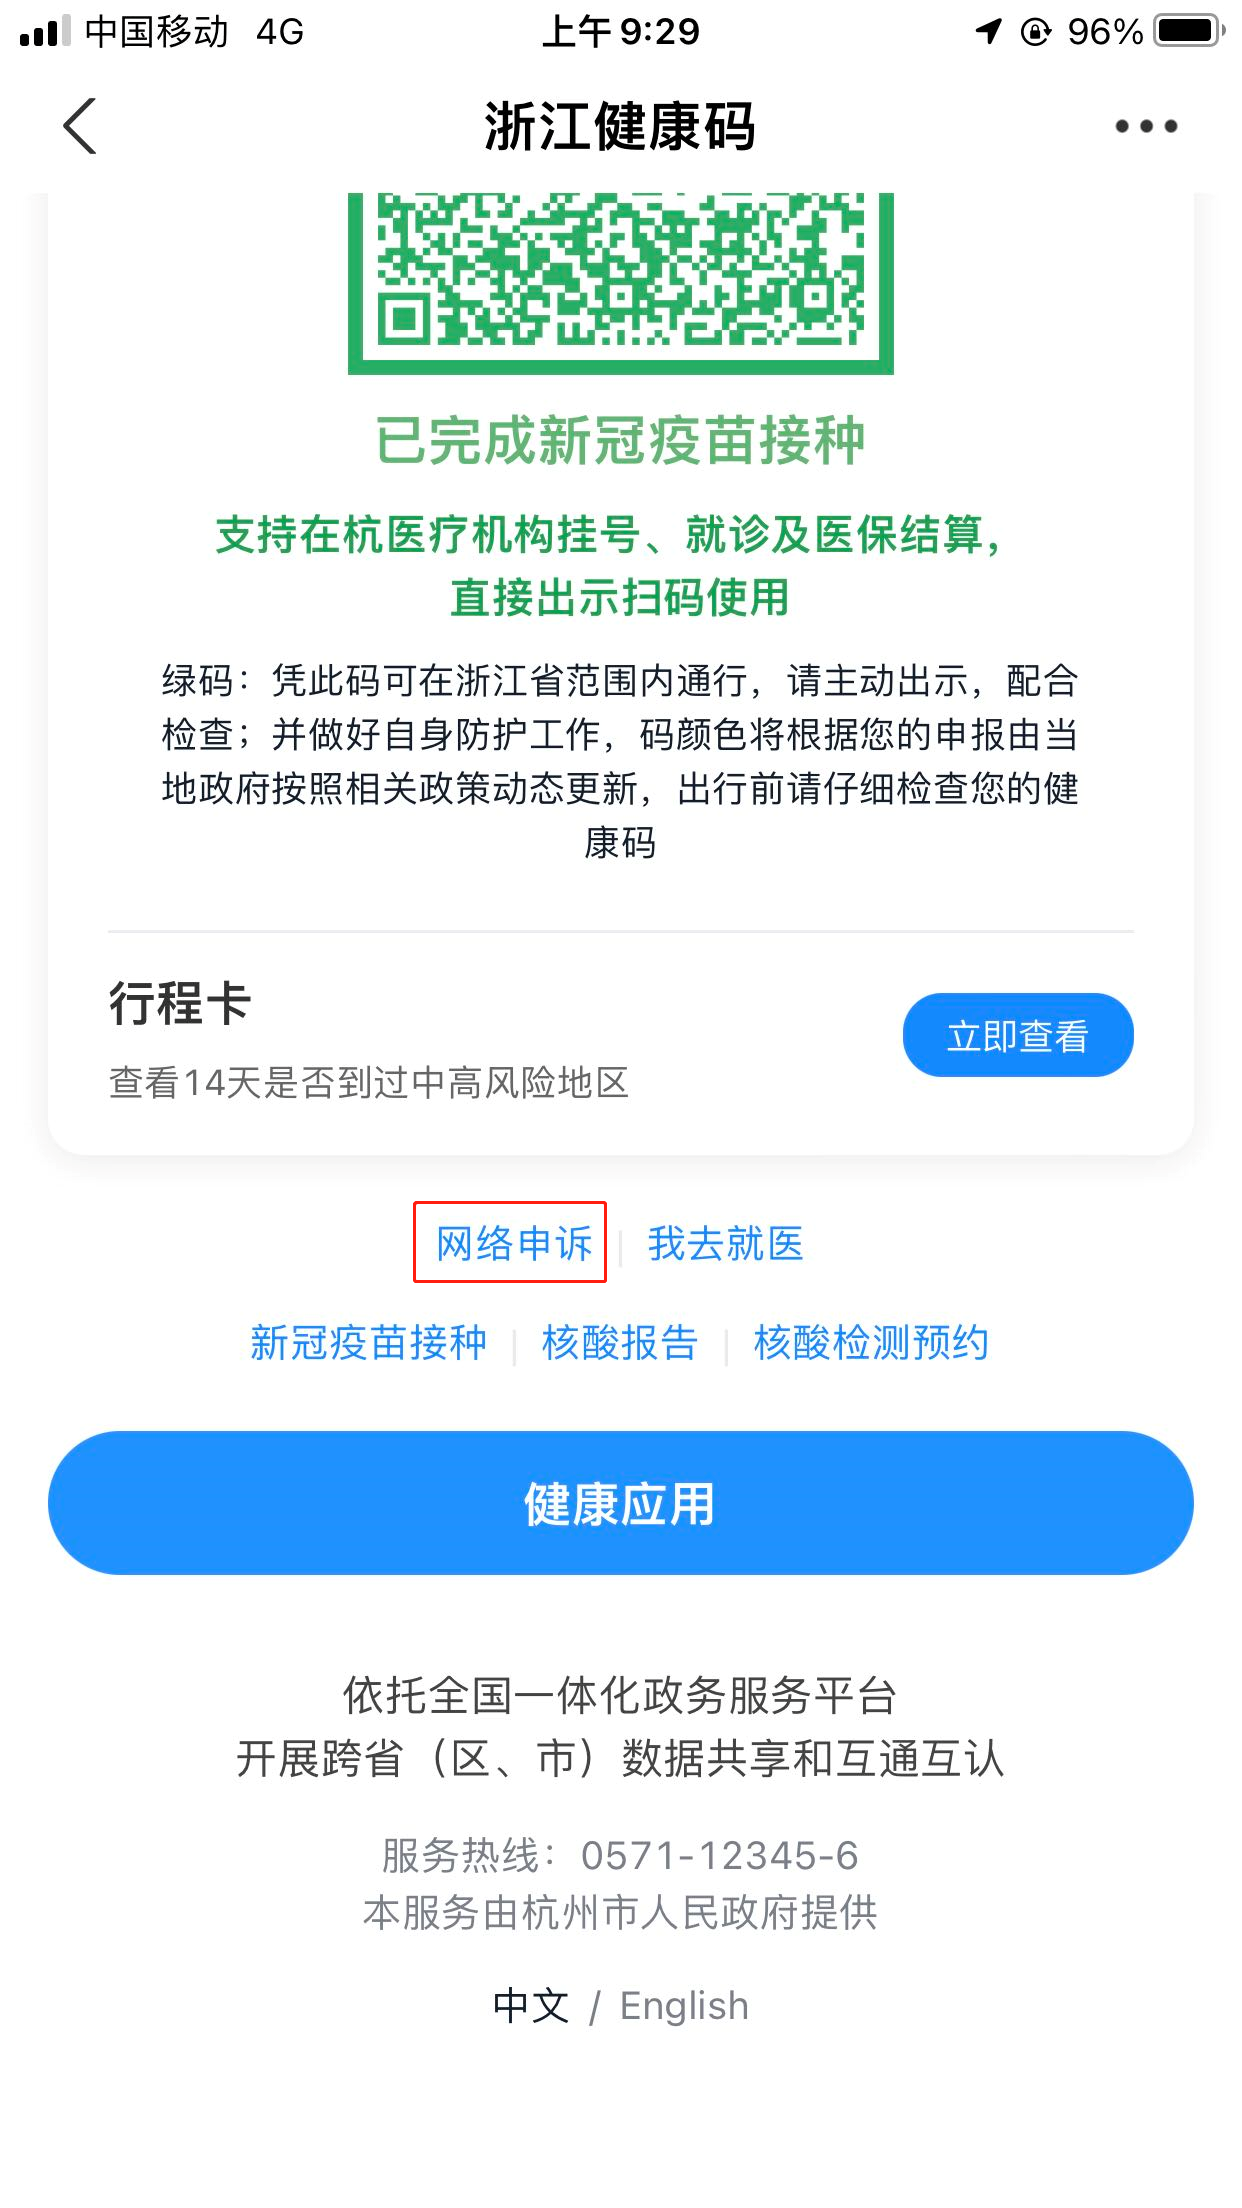 中国移动 4G 上午 9:29 96%
浙江健康码
已完成新冠疫苗接种
支持在杭医疗机构挂号、就诊及医保结算，
直接出示扫码使用
绿码：凭此码可在浙江省范围内通行，请主动出示，配合
检查；并做好自身防护工作，码颜色将根据您的申报由当
地政府按照相关政策动态更新，出行前请仔细检查您的健
康码
行程卡
立即查看
查看14天是否到过中高风险地区
网络申诉 | 我去就医
新冠疫苗接种 | 核酸报告 | 核酸检测预约
健康应用
依托全国一体化政务服务平台
开展跨省（区、市）数据共享和互通互认
服务热线：0571-12345-6
本服务由杭州市人民政府提供
中文 / English